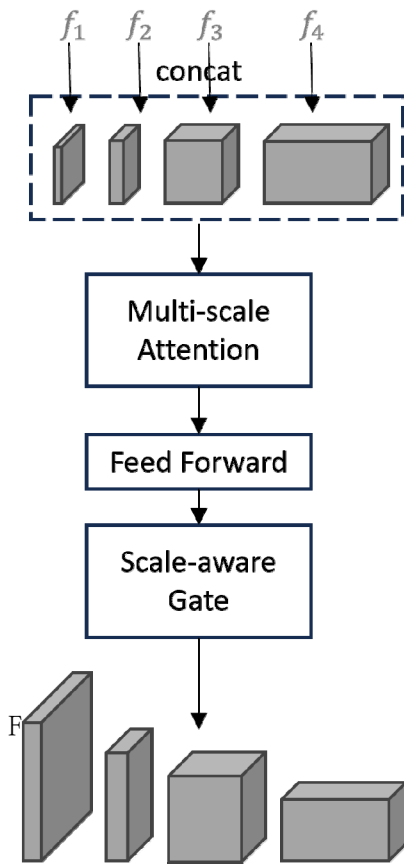 f₁ f₂ f₃ f₄
concat
Multi-scale
Attention
Feed Forward
Scale-aware
Gate
F